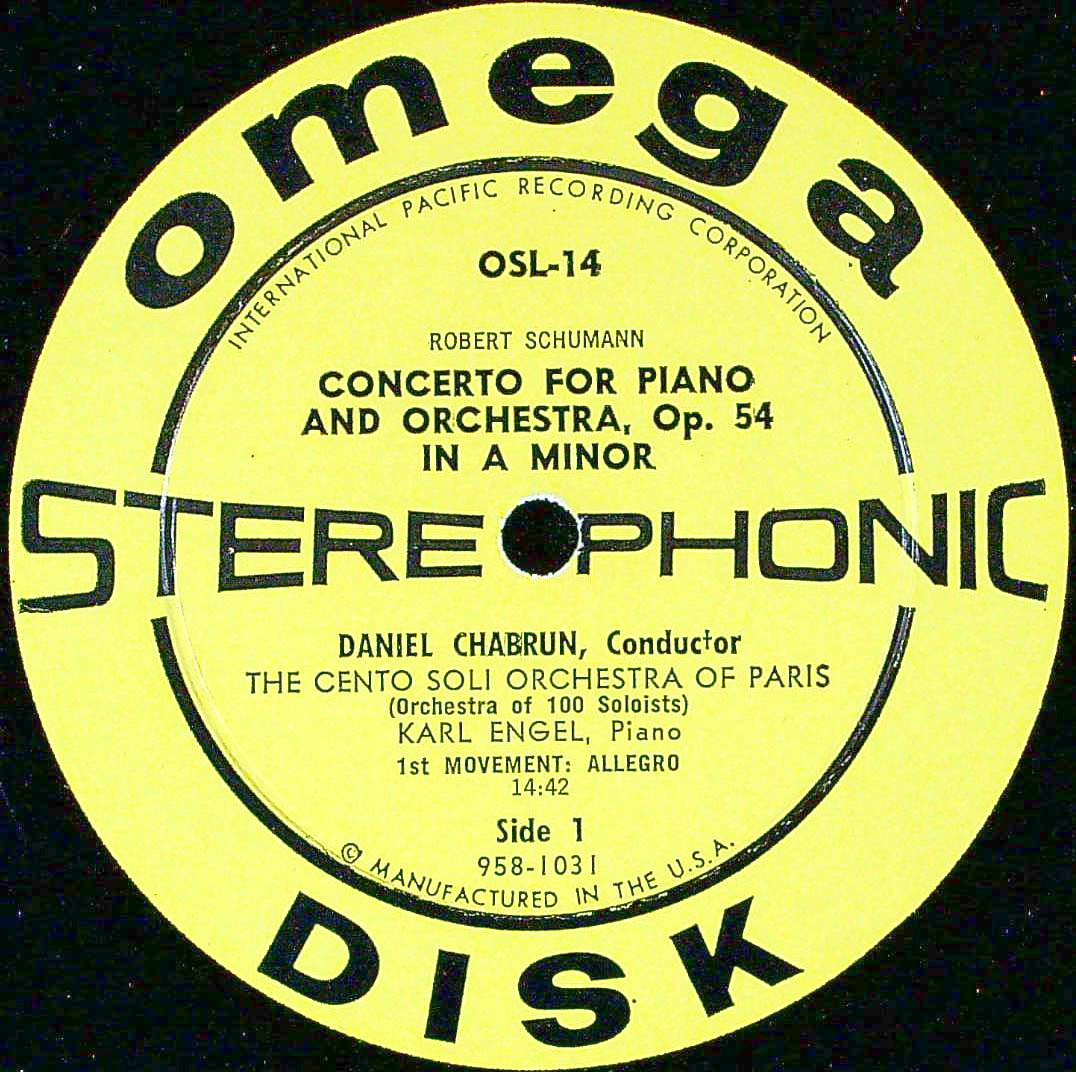 omega
INTERNATIONAL PACIFIC RECORDING CORPORATION
OSL-14
ROBERT SCHUMANN
CONCERTO FOR PIANO
AND ORCHESTRA, Op. 54
IN A MINOR
STEREOPHONIC
DANIEL CHABRUN, Conductor
THE CENTO SOLI ORCHESTRA OF PARIS
(Orchestra of 100 Soloists)
KARL ENGEL, Piano
1st MOVEMENT: ALLEGRO
14:42
Side 1
958-1031
© MANUFACTURED IN THE U.S.A.
DISK